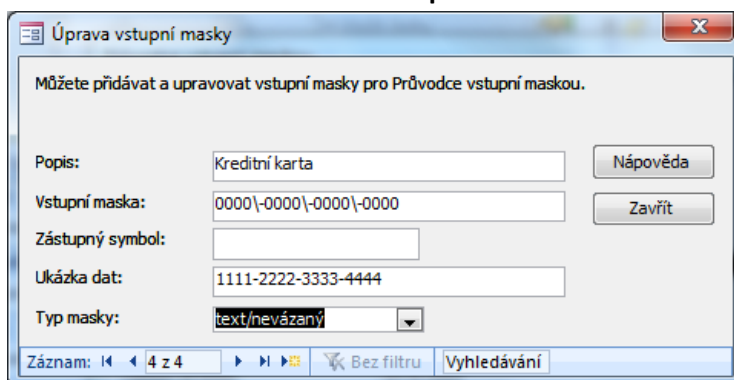 Úprava vstupní masky
Můžete přidávat a upravovat vstupní masky pro Průvodce vstupní maskou.
Popis: Kreditní karta Nápověda
Vstupní maska: 0000\-0000\-0000\-0000 Zavřít
Zástupný symbol:
Ukázka dat: 1111-2222-3333-4444
Typ masky: text/nevázaný
Záznam: 4 z 4 Bez filtru Vyhledávání